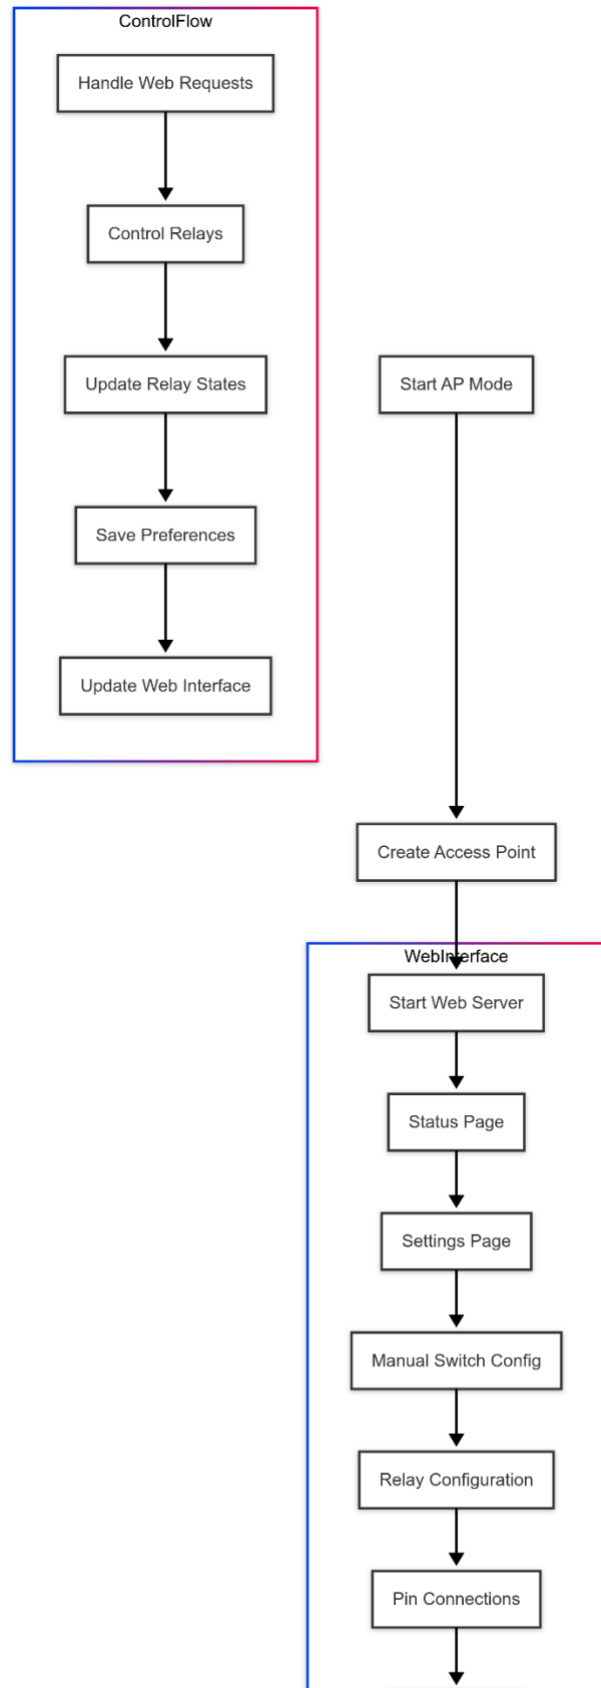 ControlFlow
Handle Web Requests
Control Relays
Update Relay States
Save Preferences
Update Web Interface
Start AP Mode
Create Access Point
WebInterface
Start Web Server
Status Page
Settings Page
Manual Switch Config
Relay Configuration
Pin Connections